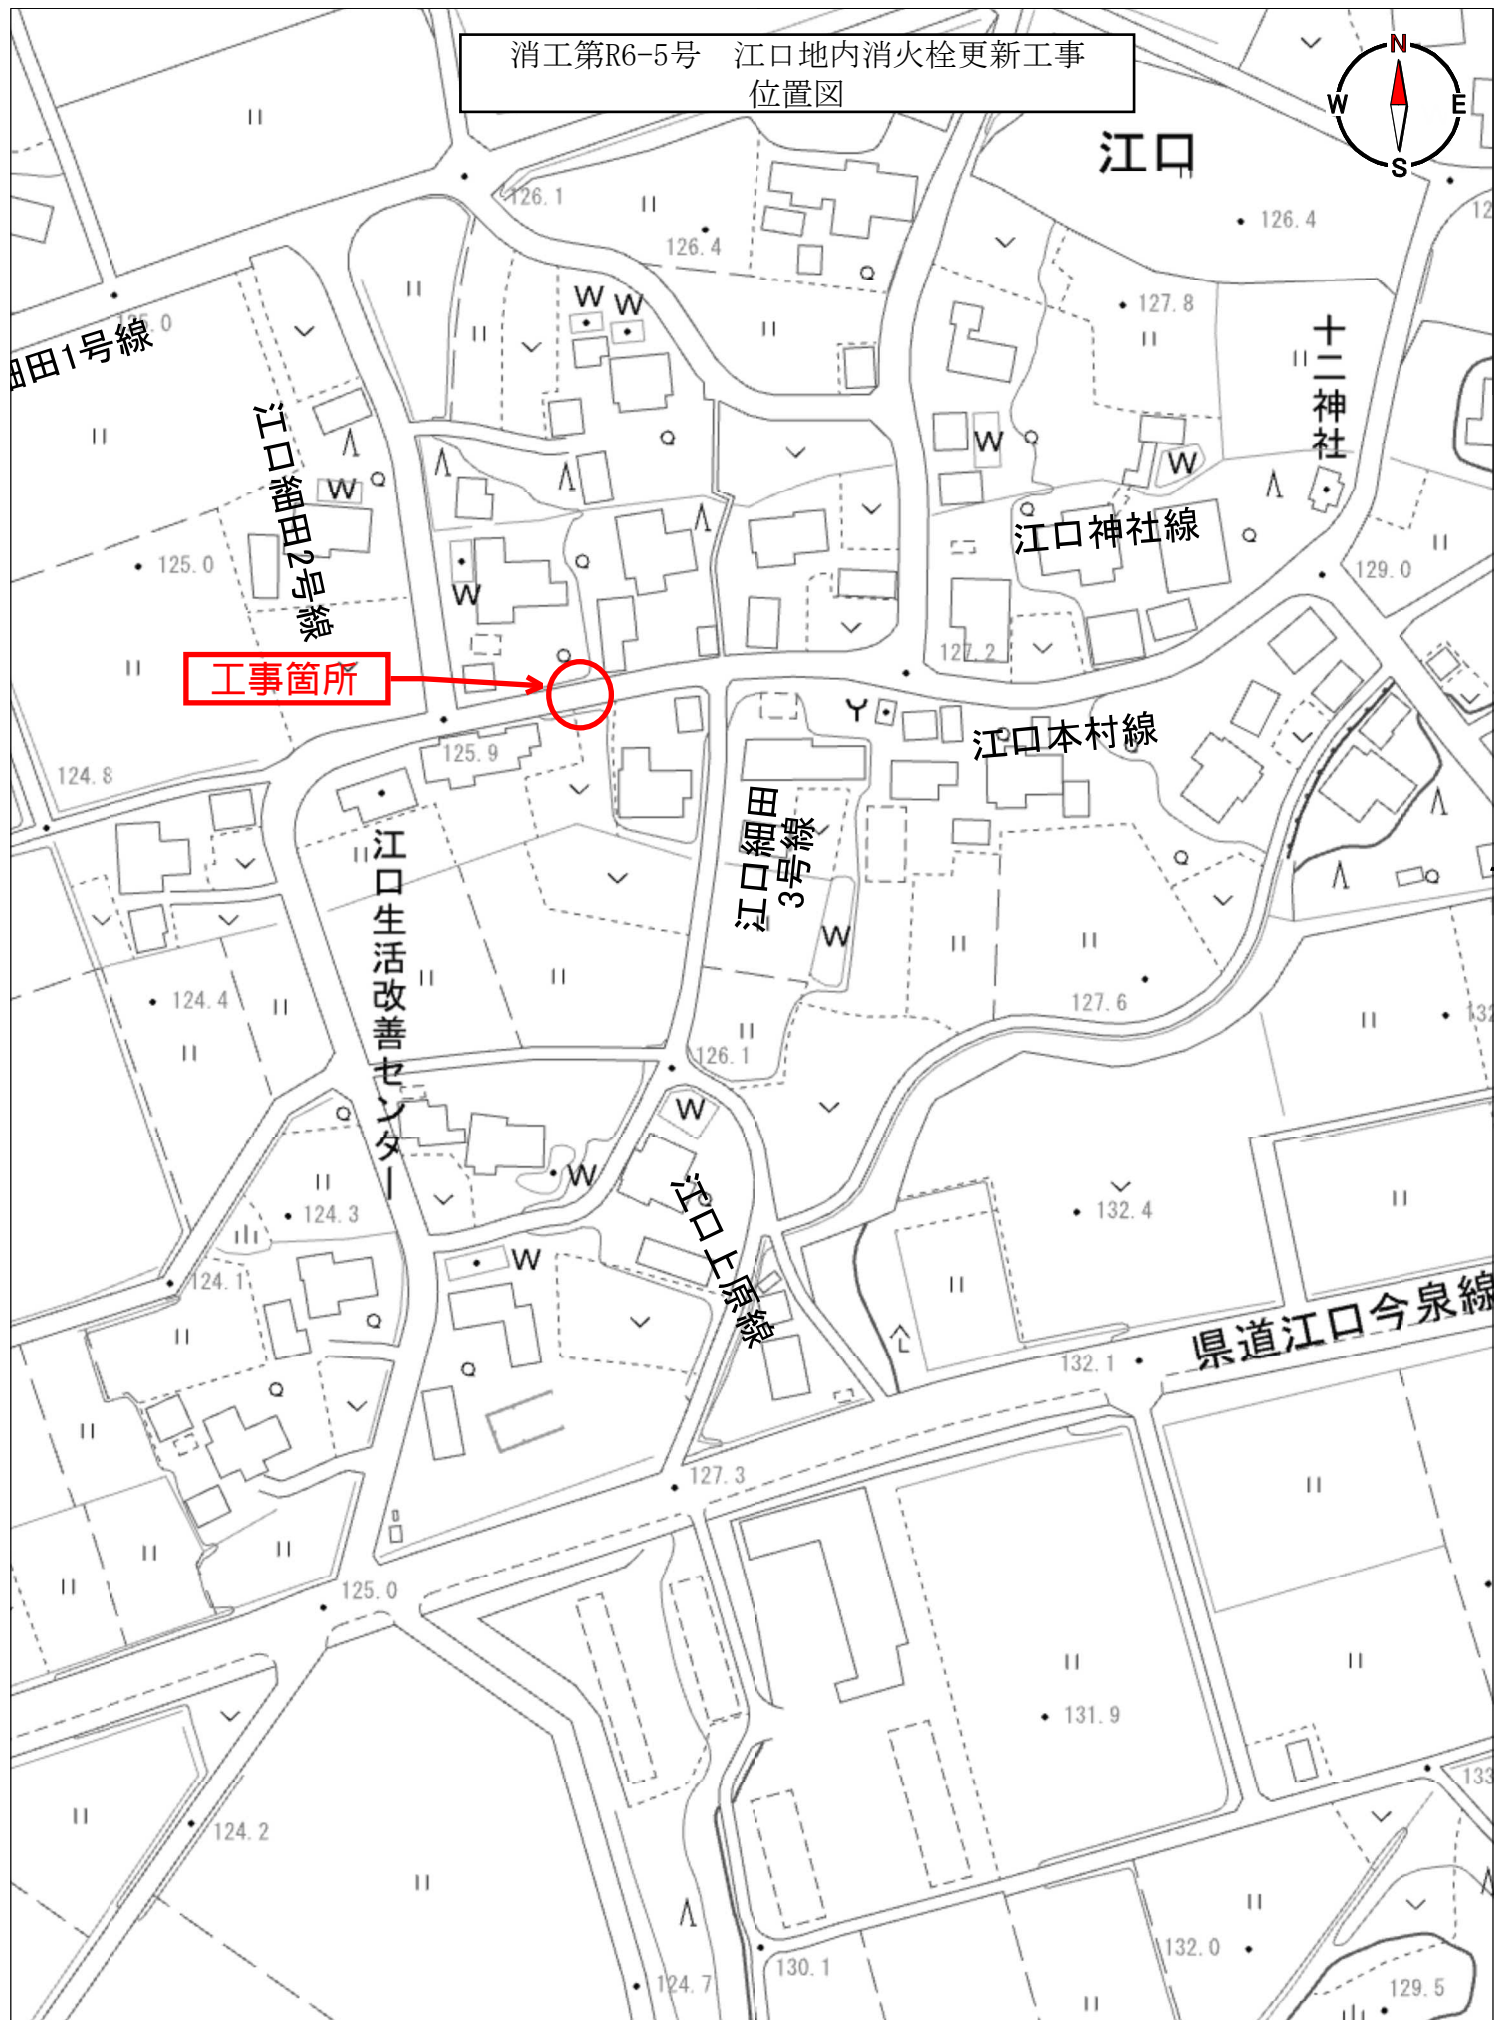 消工第R6-5号　江口地内消火栓更新工事
位置図
N
W
E
S
江口
126.1
126.4
126.4
127.8
細田1号線
十二神社
江口細田2号線
W
W
W
W
W
W
江口神社線
125.0
129.0
127.2
工事箇所
125.9
江口本村線
124.8
江口細田
3号線
江口生活改善センター
W
124.4
127.6
126.1
W
W
124.3
132.4
江口上原線
W
124.1
県道江口今泉線
132.1
127.3
125.0
131.9
124.2
132.0
130.1
124.7
129.5